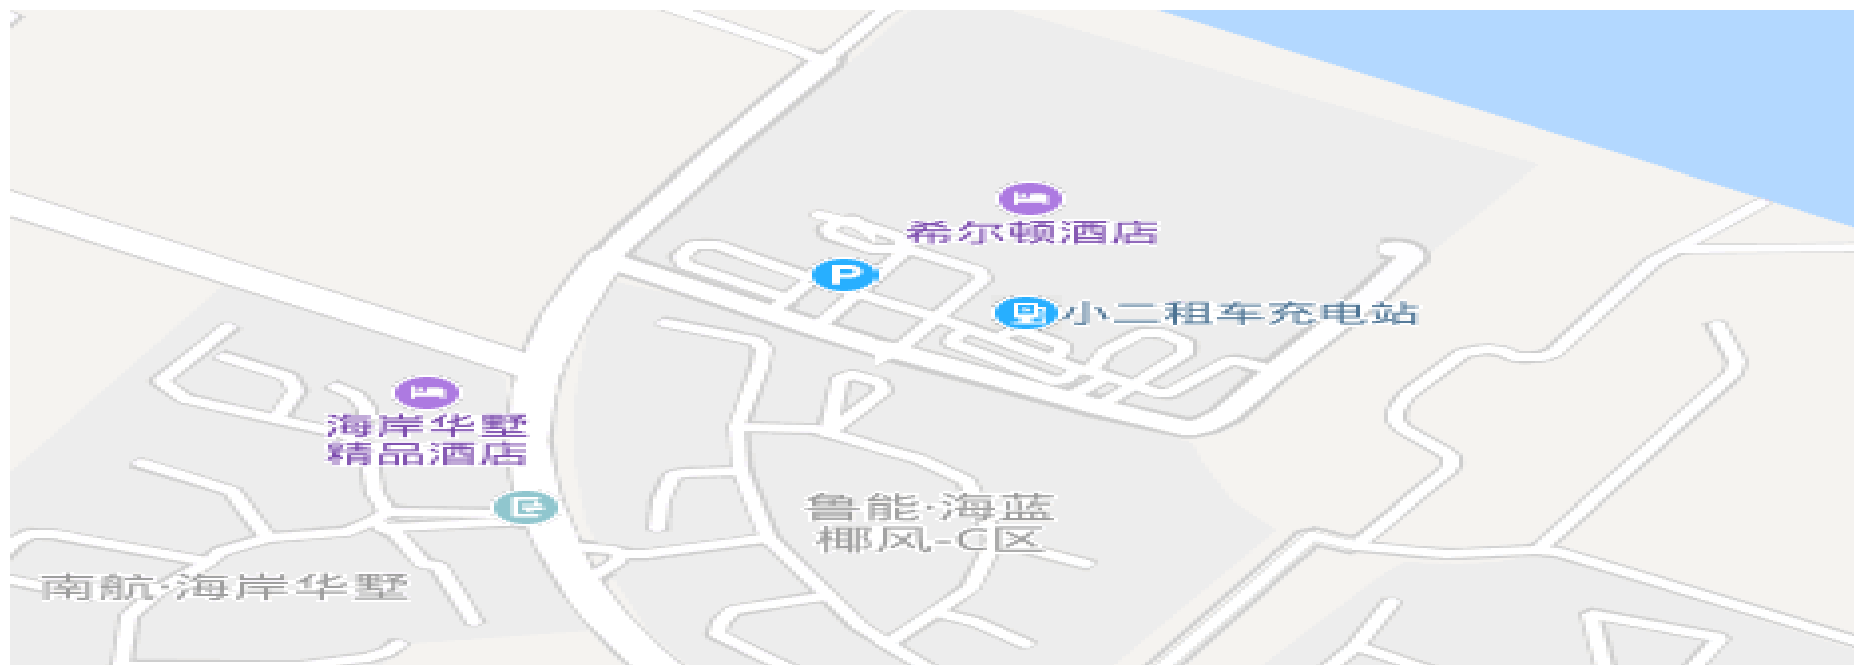 希尔顿酒店
P
小二租车充电站
海岸华墅
精品酒店
鲁能·海蓝
椰风-C区
南航·海岸华墅